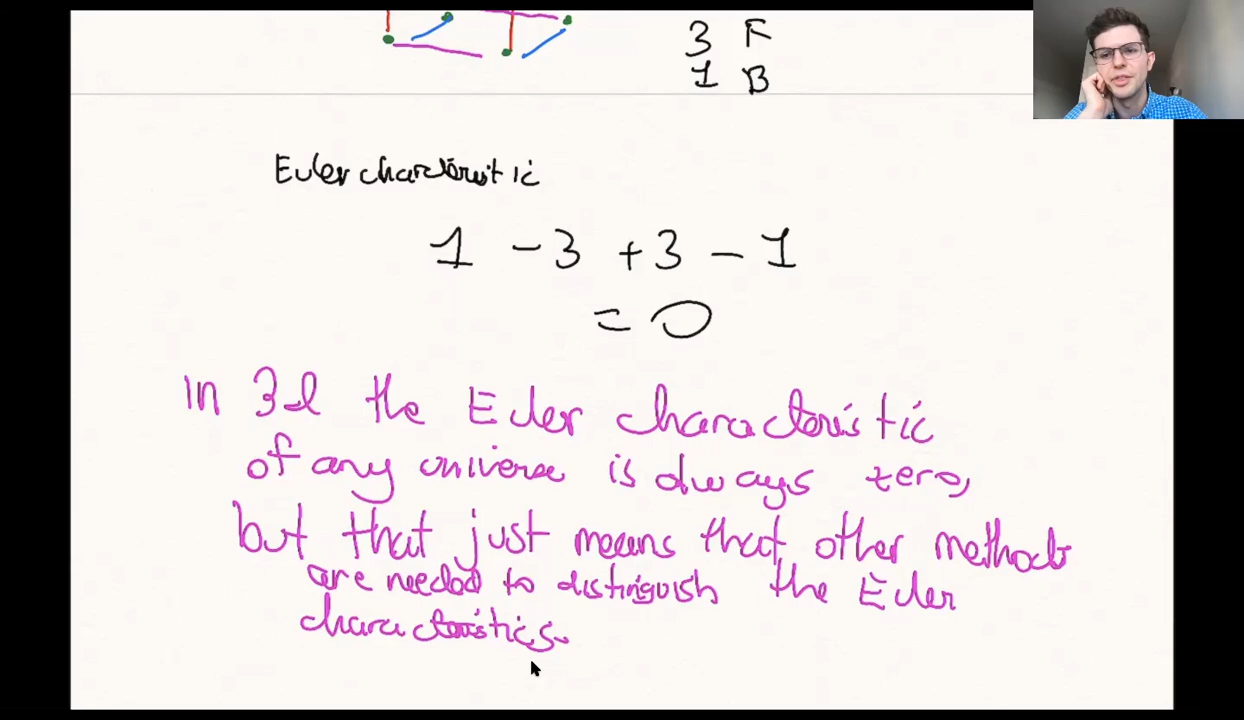 3 F
1 B
Euler characteristic
1 - 3 + 3 - 1
= 0
In 3d the Euler characteristic
of any universe is always zero,
but that just means that other methods
are needed to distinguish the Euler
characteristics.